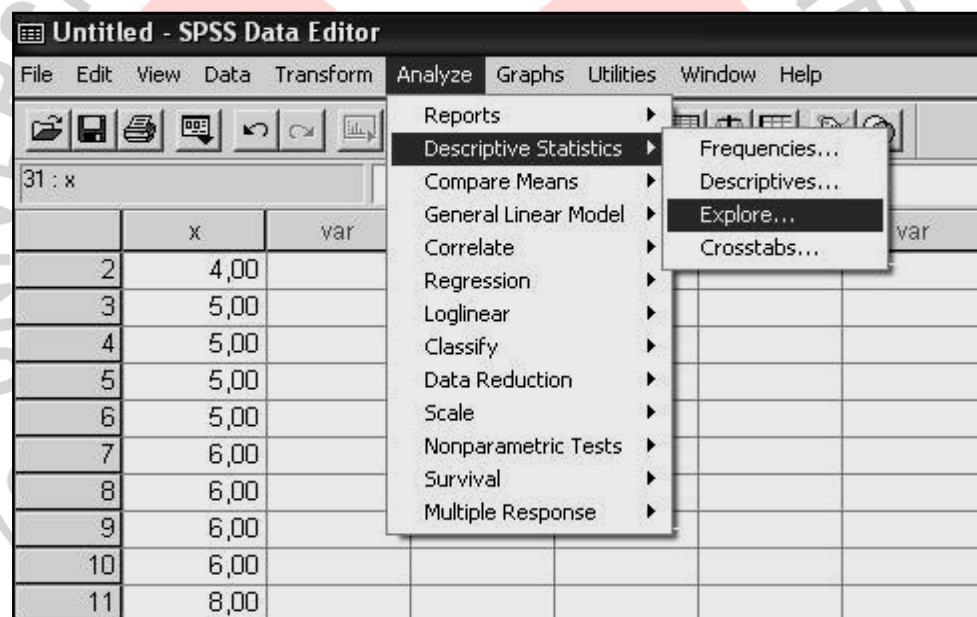 Untitled - SPSS Data Editor
File Edit View Data Transform Analyze Graphs Utilities Window Help
Reports
Descriptive Statistics
Compare Means
General Linear Model
Correlate
Regression
Loglinear
Classify
Data Reduction
Scale
Nonparametric Tests
Survival
Multiple Response
Frequencies...
Descriptives...
Explore...
Crosstabs...
31 : x
x var var
2 4,00
3 5,00
4 5,00
5 5,00
6 5,00
7 6,00
8 6,00
9 6,00
10 6,00
11 8,00